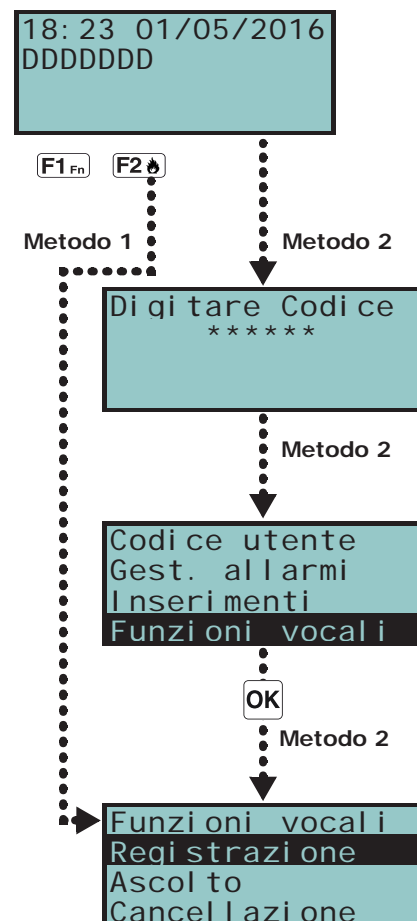 18:23 01/05/2016
DDDDDDD
F1 Fn F2
Metodo 1
Metodo 2
Digitare Codice
******
Metodo 2
Codice utente
Gest. allarmi
Inserimenti
Funzioni vocali
OK
Metodo 2
Funzioni vocali
Registrazione
Ascolto
Cancellazione